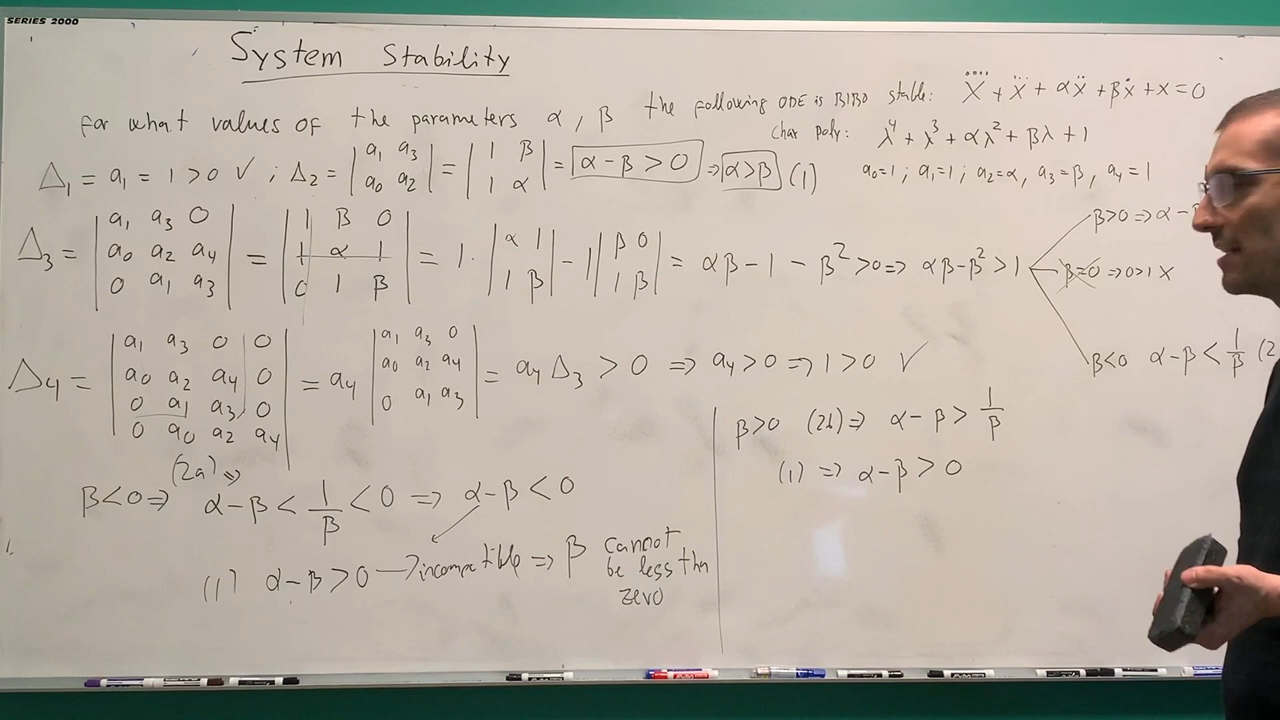 SERIES 2000
System Stability
For what values of the parameters α, β the following ODE is BIBO stable: x⃜ + x⃛ + αẍ + βẋ + x = 0
Char poly: λ⁴ + λ³ + αλ² + βλ + 1
a₀=1; a₁=1; a₂=α, a₃=β, a₄=1
Δ₁ = a₁ = 1 > 0 ✓ ; Δ₂ = | a₁ a₃ ; a₀ a₂ | = | 1 β ; 1 α | = α-β > 0 ⇒ α>β (1)
Δ₃ = | a₁ a₃ 0 ; a₀ a₂ a₄ ; 0 a₁ a₃ | = | 1 β 0 ; 1 α 1 ; 0 1 β | = 1· | α 1 ; 1 β | - 1 | β 0 ; 1 β | = αβ - 1 - β² > 0 ⇒ αβ-β² > 1
β>0 ⇒ α-
β=0 ⇒ 0>1 X
β<0 α-β < 1/β (2
Δ₄ = | a₁ a₃ 0 0 ; a₀ a₂ a₄ 0 ; 0 a₁ a₃ 0 ; 0 a₀ a₂ a₄ | = a₄ | a₁ a₃ 0 ; a₀ a₂ a₄ ; 0 a₁ a₃ | = a₄ Δ₃ > 0 ⇒ a₄>0 ⇒ 1>0 ✓
(2a) ⇒
β<0 ⇒ α-β < 1/β < 0 ⇒ α-β < 0
(1) α-β > 0 → incompatible ⇒ β cannot
be less than
zero
β>0 (2b) ⇒ α-β > 1/β
(1) ⇒ α-β > 0